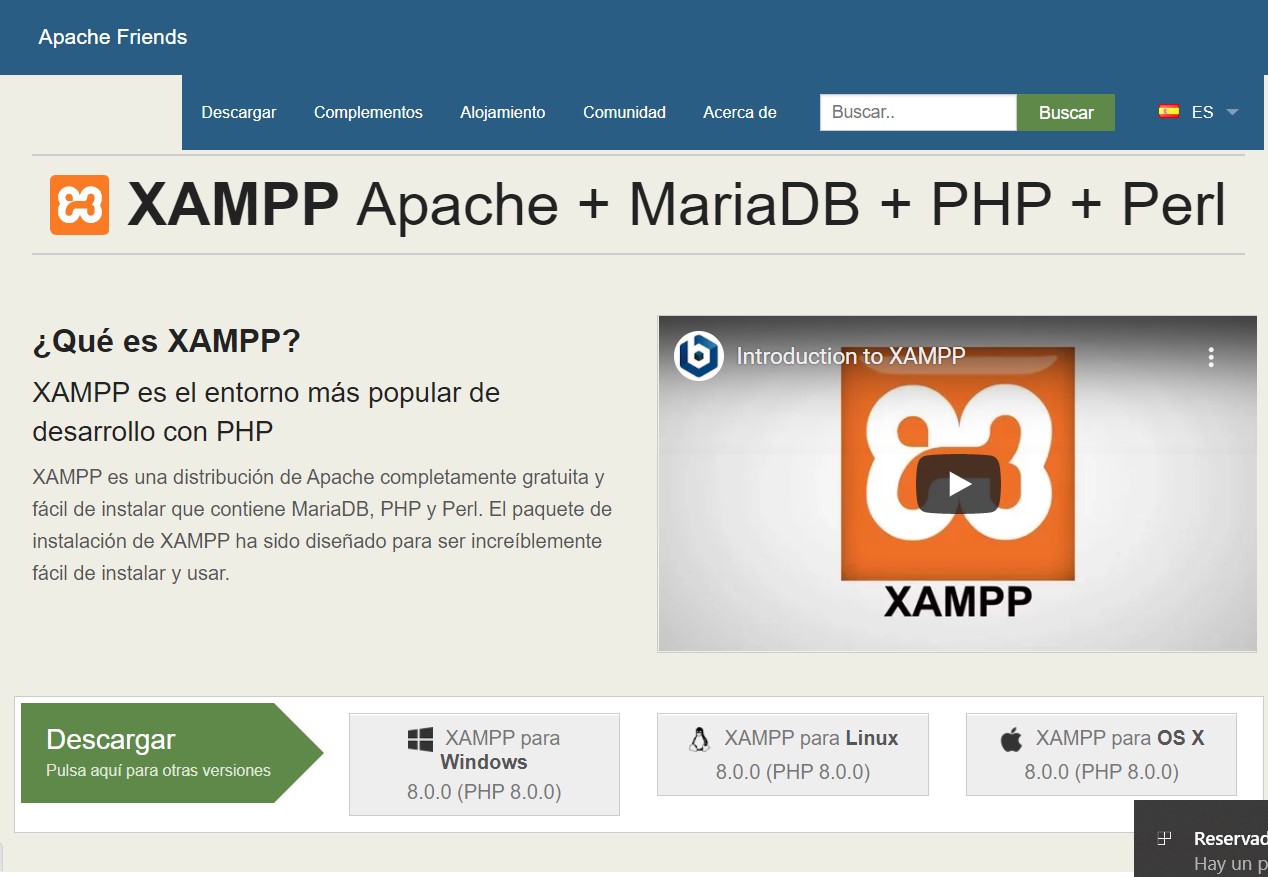 Apache Friends
Descargar Complementos Alojamiento Comunidad Acerca de Buscar.. Buscar ES
XAMPP Apache + MariaDB + PHP + Perl
¿Qué es XAMPP?
XAMPP es el entorno más popular de
desarrollo con PHP
XAMPP es una distribución de Apache completamente gratuita y
fácil de instalar que contiene MariaDB, PHP y Perl. El paquete de
instalación de XAMPP ha sido diseñado para ser increíblemente
fácil de instalar y usar.
Introduction to XAMPP
XAMPP
Descargar
Pulsa aquí para otras versiones
XAMPP para
Windows
8.0.0 (PHP 8.0.0)
XAMPP para Linux
8.0.0 (PHP 8.0.0)
XAMPP para OS X
8.0.0 (PHP 8.0.0)
Reservad
Hay un p